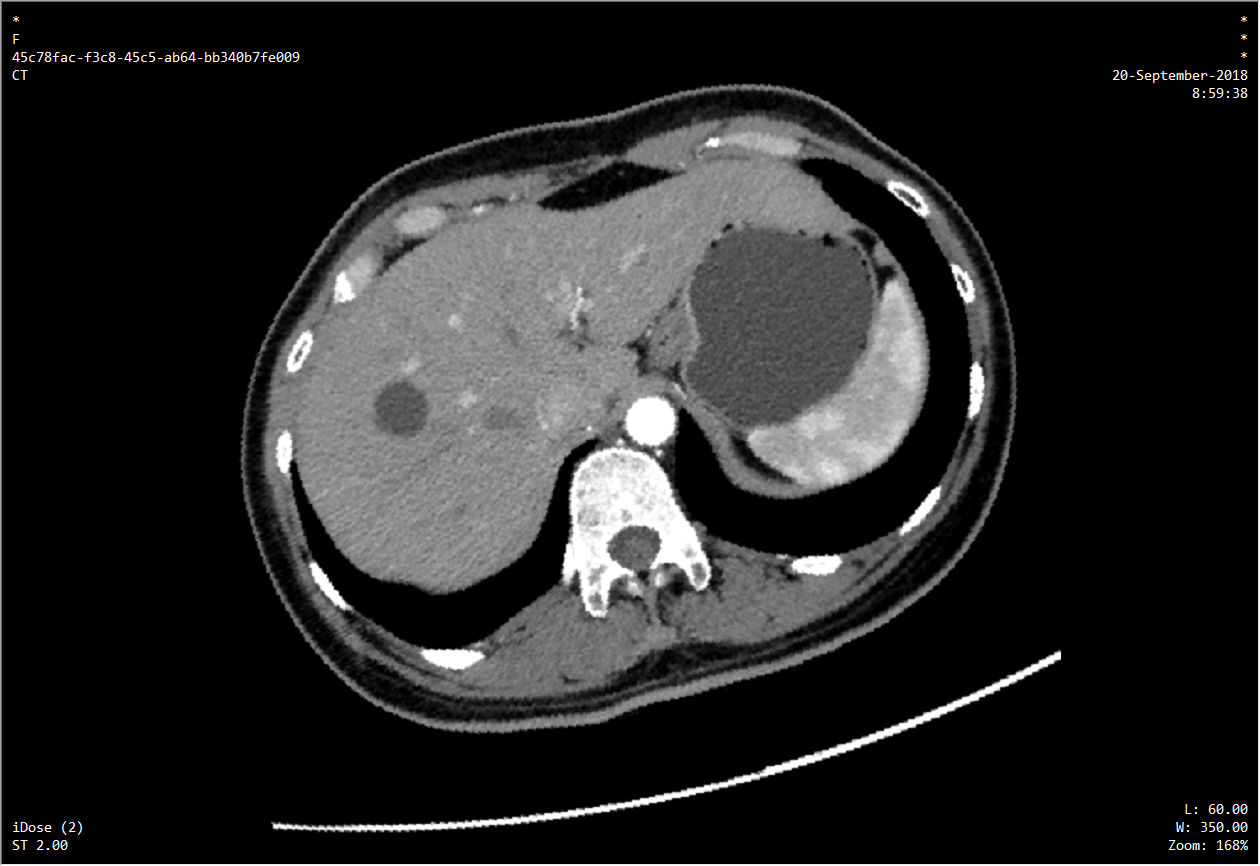 *
F
45c78fac-f3c8-45c5-ab64-bb340b7fe009
CT
*
*
*
20-September-2018
8:59:38
iDose (2)
ST 2.00
L: 60.00
W: 350.00
Zoom: 168%